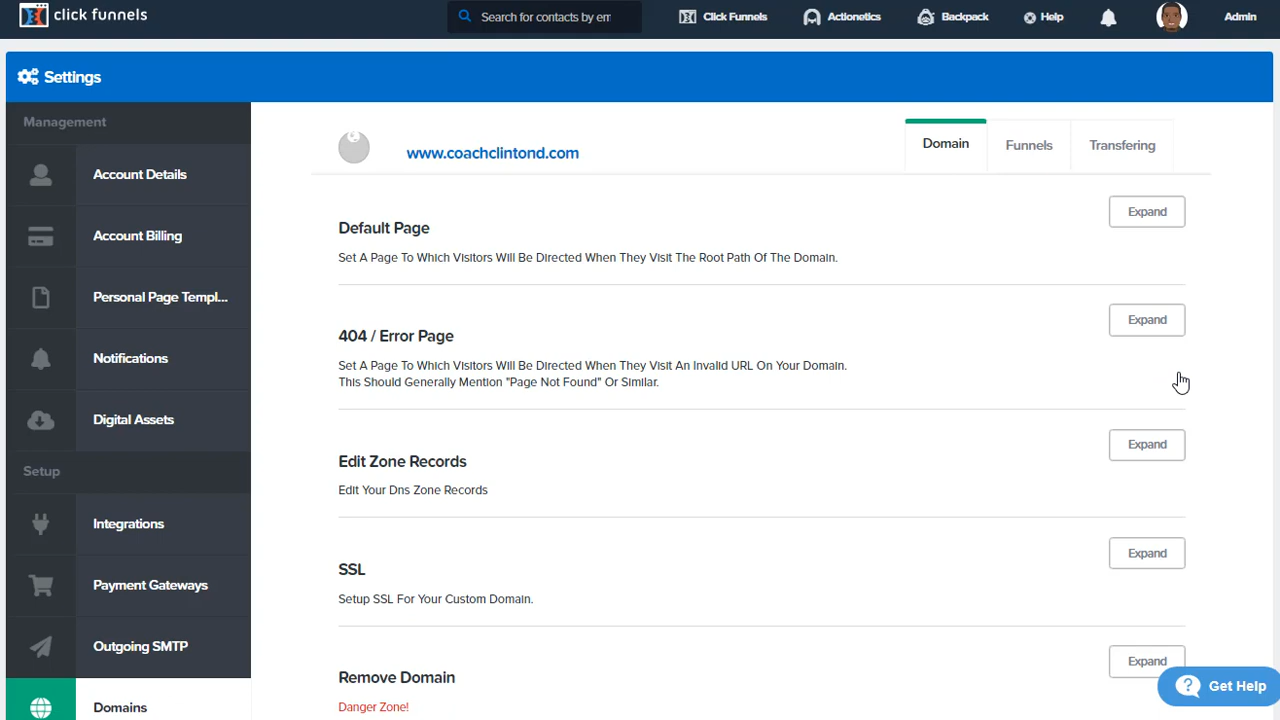 click funnels
Search for contacts by em
Click Funnels
Actionetics
Backpack
Help
Admin
Settings
Management
Account Details
Account Billing
Personal Page Templ...
Notifications
Digital Assets
Setup
Integrations
Payment Gateways
Outgoing SMTP
Domains
www.coachclintond.com
Domain
Funnels
Transfering
Default Page
Expand
Set A Page To Which Visitors Will Be Directed When They Visit The Root Path Of The Domain.
404 / Error Page
Expand
Set A Page To Which Visitors Will Be Directed When They Visit An Invalid URL On Your Domain.
This Should Generally Mention "Page Not Found" Or Similar.
Edit Zone Records
Expand
Edit Your Dns Zone Records
SSL
Expand
Setup SSL For Your Custom Domain.
Remove Domain
Expand
Danger Zone!
Get Help